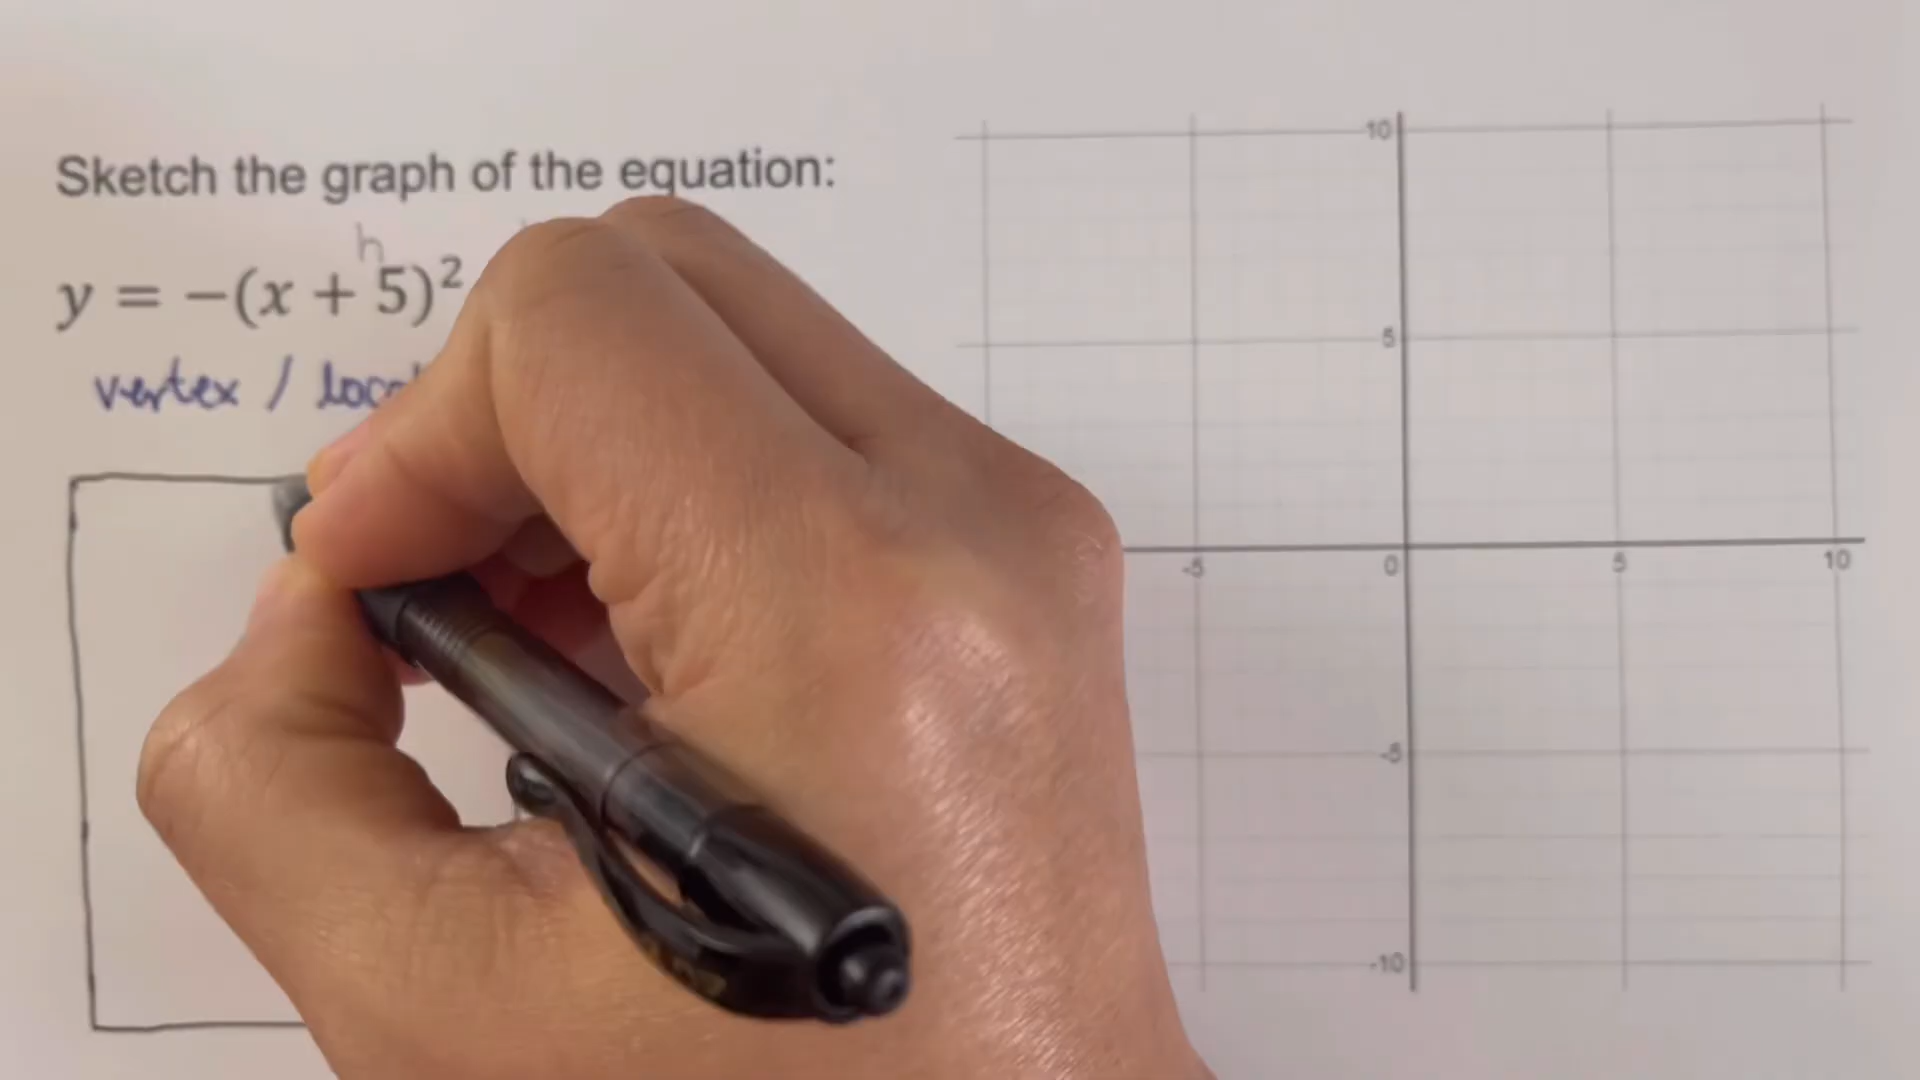 Sketch the graph of the equation:
h
y = −(x + 5)²
vertex /
10
5
-5 0 5 10
-5
-10